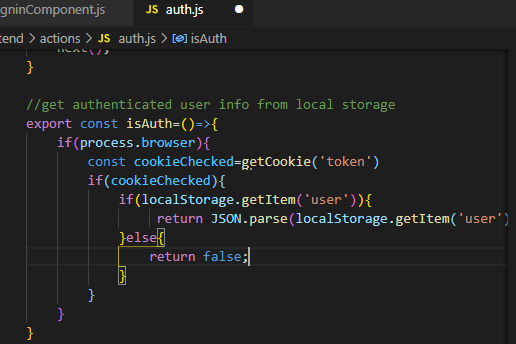 gninComponent.js
JS auth.js
tend > actions > JS auth.js > isAuth
next();
}
//get authenticated user info from local storage
export const isAuth=()=>{
if(process.browser){
const cookieChecked=getCookie('token')
if(cookieChecked){
if(localStorage.getItem('user')){
return JSON.parse(localStorage.getItem('user')
}else{
return false;
}
}
}
}